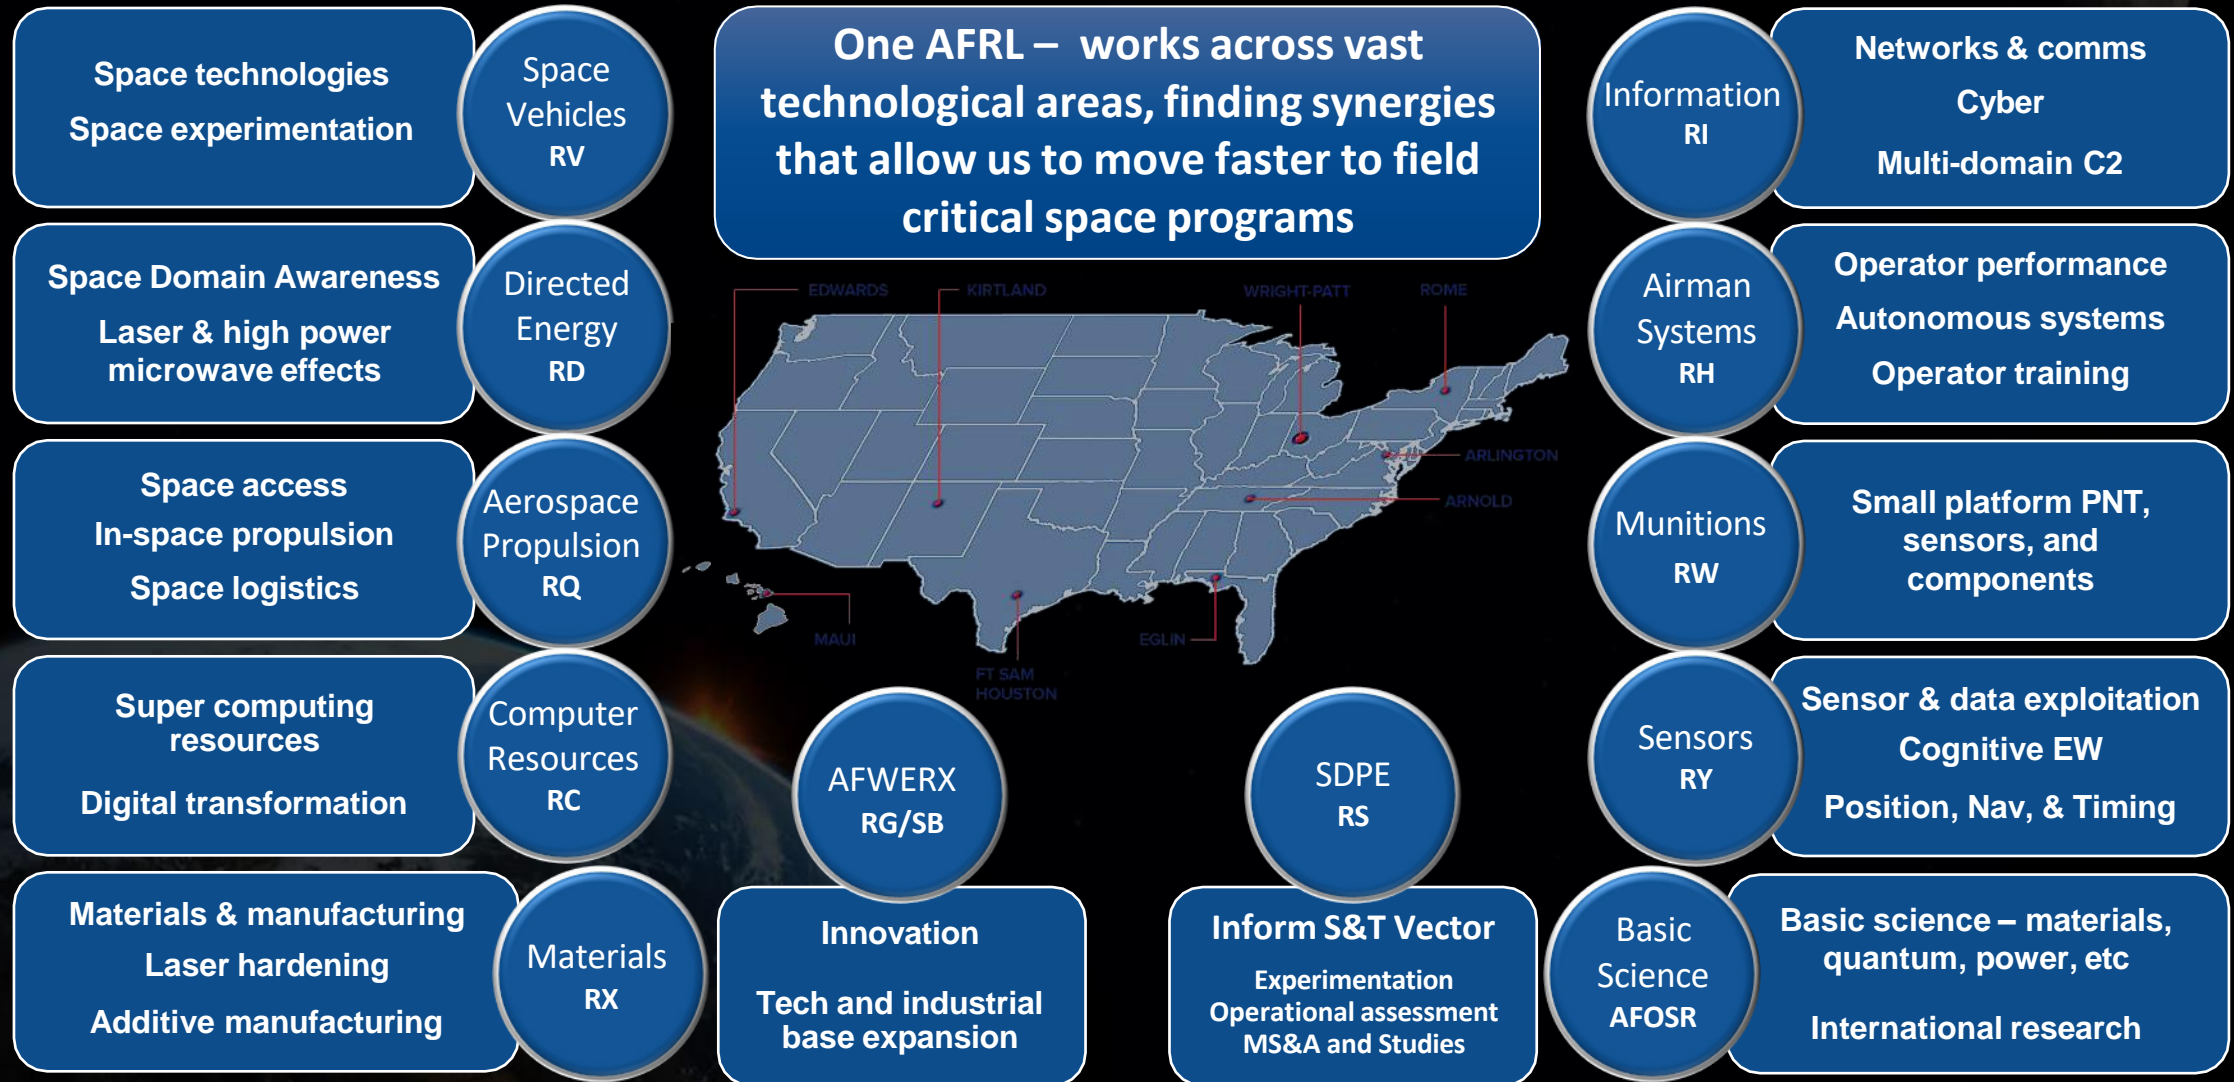 One AFRL – works across vast
technological areas, finding synergies
that allow us to move faster to field
critical space programs
Space technologies
Space experimentation
Space
Vehicles
RV
Space Domain Awareness
Laser & high power
microwave effects
Directed
Energy
RD
Space access
In-space propulsion
Space logistics
Aerospace
Propulsion
RQ
Super computing
resources
Digital transformation
Computer
Resources
RC
Materials & manufacturing
Laser hardening
Additive manufacturing
Materials
RX
EDWARDS
KIRTLAND
WRIGHT-PATT
ROME
ARLINGTON
ARNOLD
MAUI
EGLIN
FT SAM
HOUSTON
AFWERX
RG/SB
Innovation
Tech and industrial
base expansion
SDPE
RS
Inform S&T Vector
Experimentation
Operational assessment
MS&A and Studies
Information
RI
Networks & comms
Cyber
Multi-domain C2
Airman
Systems
RH
Operator performance
Autonomous systems
Operator training
Munitions
RW
Small platform PNT,
sensors, and
components
Sensors
RY
Sensor & data exploitation
Cognitive EW
Position, Nav, & Timing
Basic
Science
AFOSR
Basic science – materials,
quantum, power, etc
International research